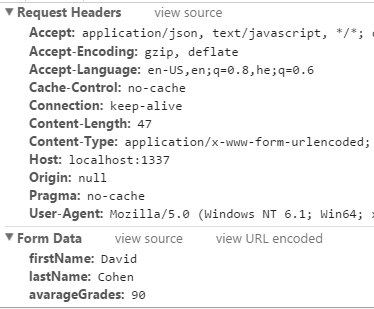 Request Headers view source
Accept: application/json, text/javascript, */*;
Accept-Encoding: gzip, deflate
Accept-Language: en-US,en;q=0.8,he;q=0.6
Cache-Control: no-cache
Connection: keep-alive
Content-Length: 47
Content-Type: application/x-www-form-urlencoded;
Host: localhost:1337
Origin: null
Pragma: no-cache
User-Agent: Mozilla/5.0 (Windows NT 6.1; Win64;
Form Data view source view URL encoded
firstName: David
lastName: Cohen
avarageGrades: 90